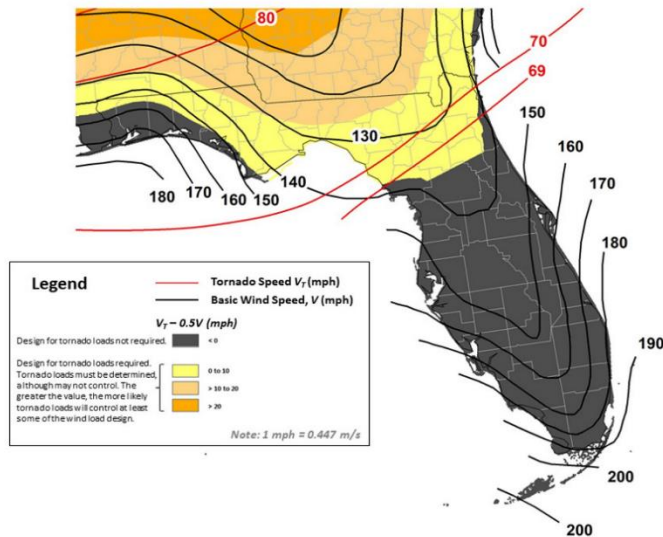 80
70
69
130
150
160
140
150
160
170
180
170
180
190
200
200
Legend
Tornado Speed VT (mph)
Basic Wind Speed, V (mph)
VT – 0.5V (mph)
Design for tornado loads not required.
< 0
Design for tornado loads required.
Tornado loads must be determined,
although may not control. The
greater the value, the more likely
tornado loads will control at least
some of the wind load design.
0 to 10
> 10 to 20
> 20
Note: 1 mph = 0.447 m/s